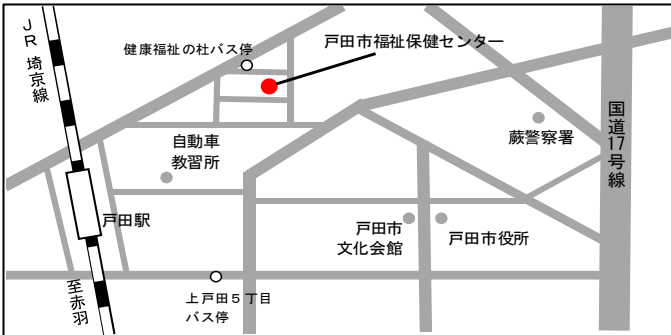 JR 埼京線
健康福祉の杜バス停
戸田市福祉保健センター
自動車
教習所
蕨警察署
国道17号線
戸田駅
戸田市
文化会館
戸田市役所
至赤羽
上戸田5丁目
バス停